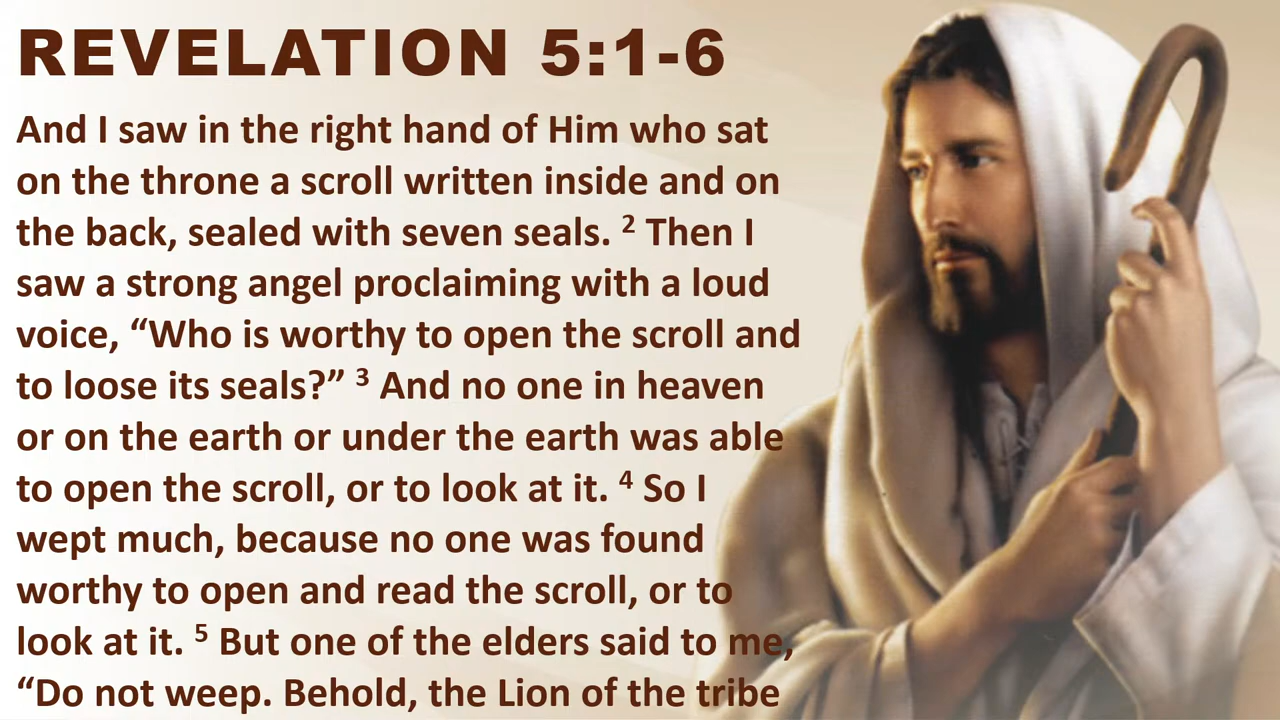 REVELATION 5:1-6
And I saw in the right hand of Him who sat
on the throne a scroll written inside and on
the back, sealed with seven seals. ² Then I
saw a strong angel proclaiming with a loud
voice, “Who is worthy to open the scroll and
to loose its seals?” ³ And no one in heaven
or on the earth or under the earth was able
to open the scroll, or to look at it. ⁴ So I
wept much, because no one was found
worthy to open and read the scroll, or to
look at it. ⁵ But one of the elders said to me,
“Do not weep. Behold, the Lion of the tribe